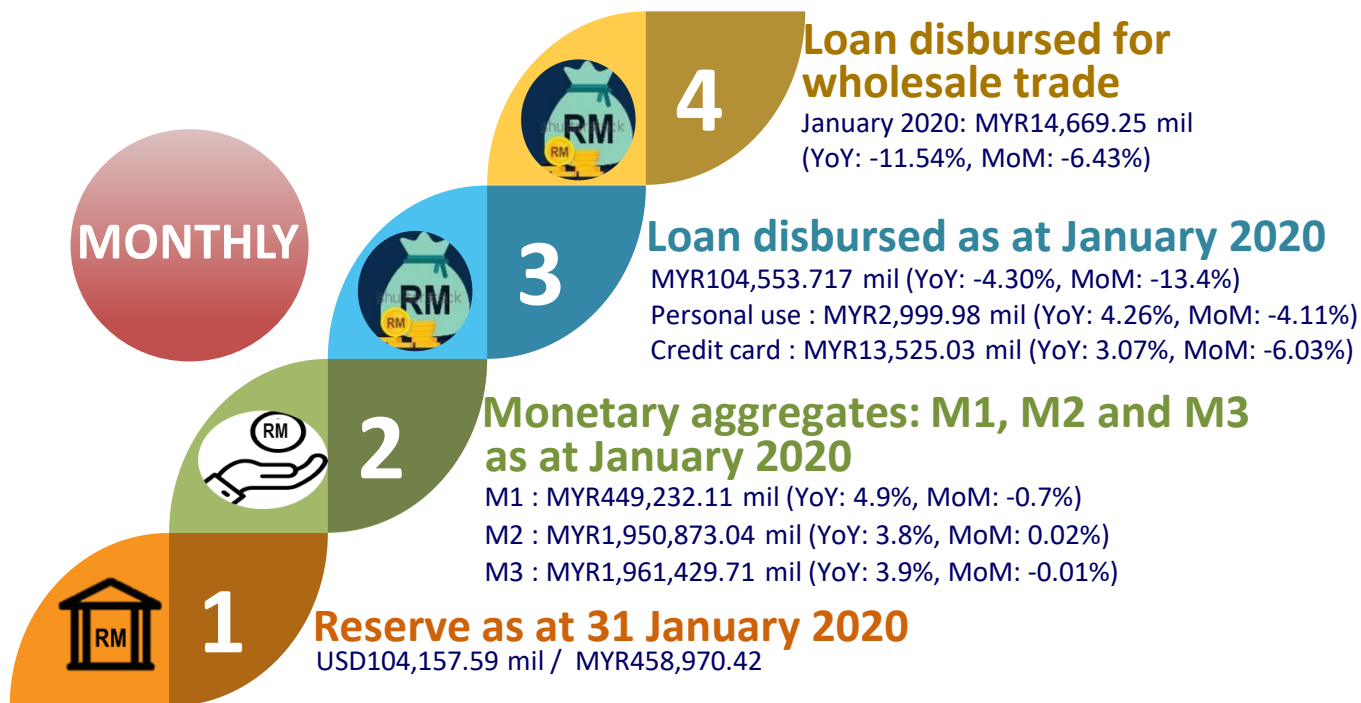 MONTHLY
4
Loan disbursed for
wholesale trade
January 2020: MYR14,669.25 mil
(YoY: -11.54%, MoM: -6.43%)
RM
RM
shutterstock
3
Loan disbursed as at January 2020
MYR104,553.717 mil (YoY: -4.30%, MoM: -13.4%)
Personal use : MYR2,999.98 mil (YoY: 4.26%, MoM: -4.11%)
Credit card : MYR13,525.03 mil (YoY: 3.07%, MoM: -6.03%)
RM
RM
shutterstock
2
Monetary aggregates: M1, M2 and M3
as at January 2020
M1 : MYR449,232.11 mil (YoY: 4.9%, MoM: -0.7%)
M2 : MYR1,950,873.04 mil (YoY: 3.8%, MoM: 0.02%)
M3 : MYR1,961,429.71 mil (YoY: 3.9%, MoM: -0.01%)
RM
1
Reserve as at 31 January 2020
USD104,157.59 mil / MYR458,970.42
RM